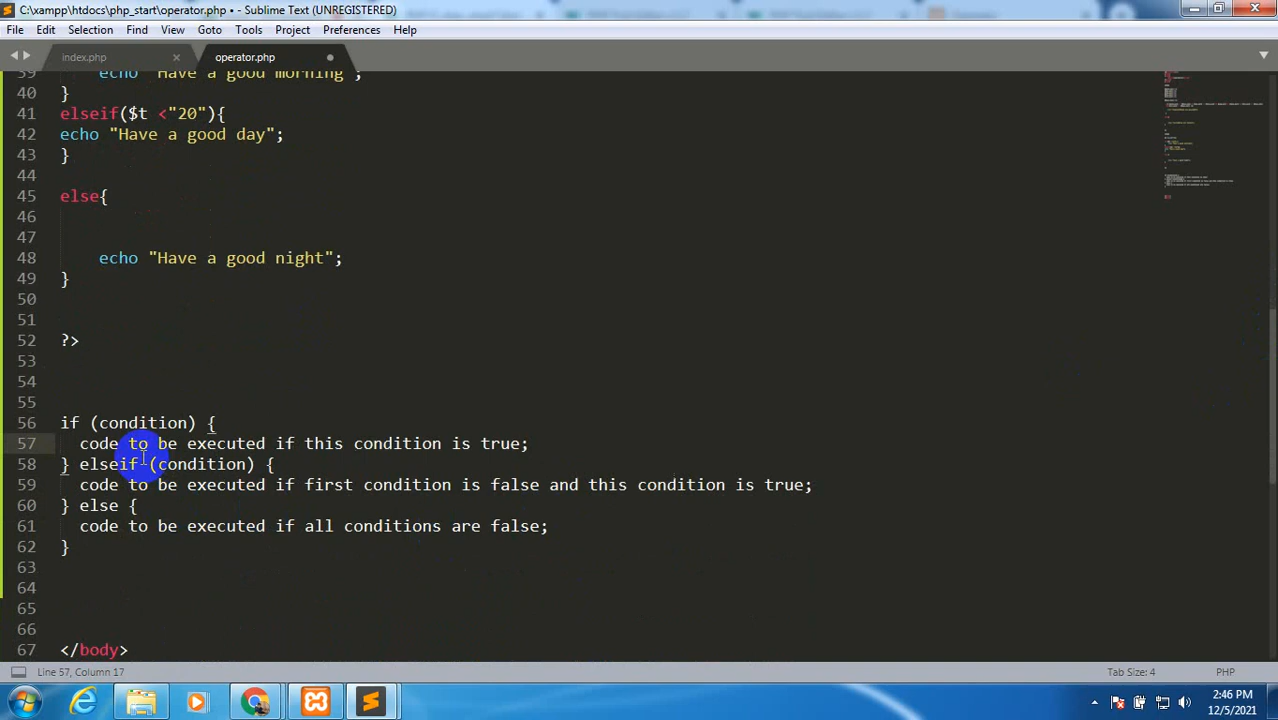 C:\xampp\htdocs\php_start\operator.php • - Sublime Text (UNREGISTERED)
File Edit Selection Find View Goto Tools Project Preferences Help
index.php × operator.php
39 echo "Have a good morning";
40 }
41 elseif($t <"20"){
42 echo "Have a good day";
43 }
44
45 else{
46
47
48 echo "Have a good night";
49 }
50
51
52 ?>
53
54
55
56 if (condition) {
57 code to be executed if this condition is true;
58 } elseif (condition) {
59 code to be executed if first condition is false and this condition is true;
60 } else {
61 code to be executed if all conditions are false;
62 }
63
64
65
66
67 </body>
Line 57, Column 17 Tab Size: 4 PHP
2:46 PM
12/5/2021